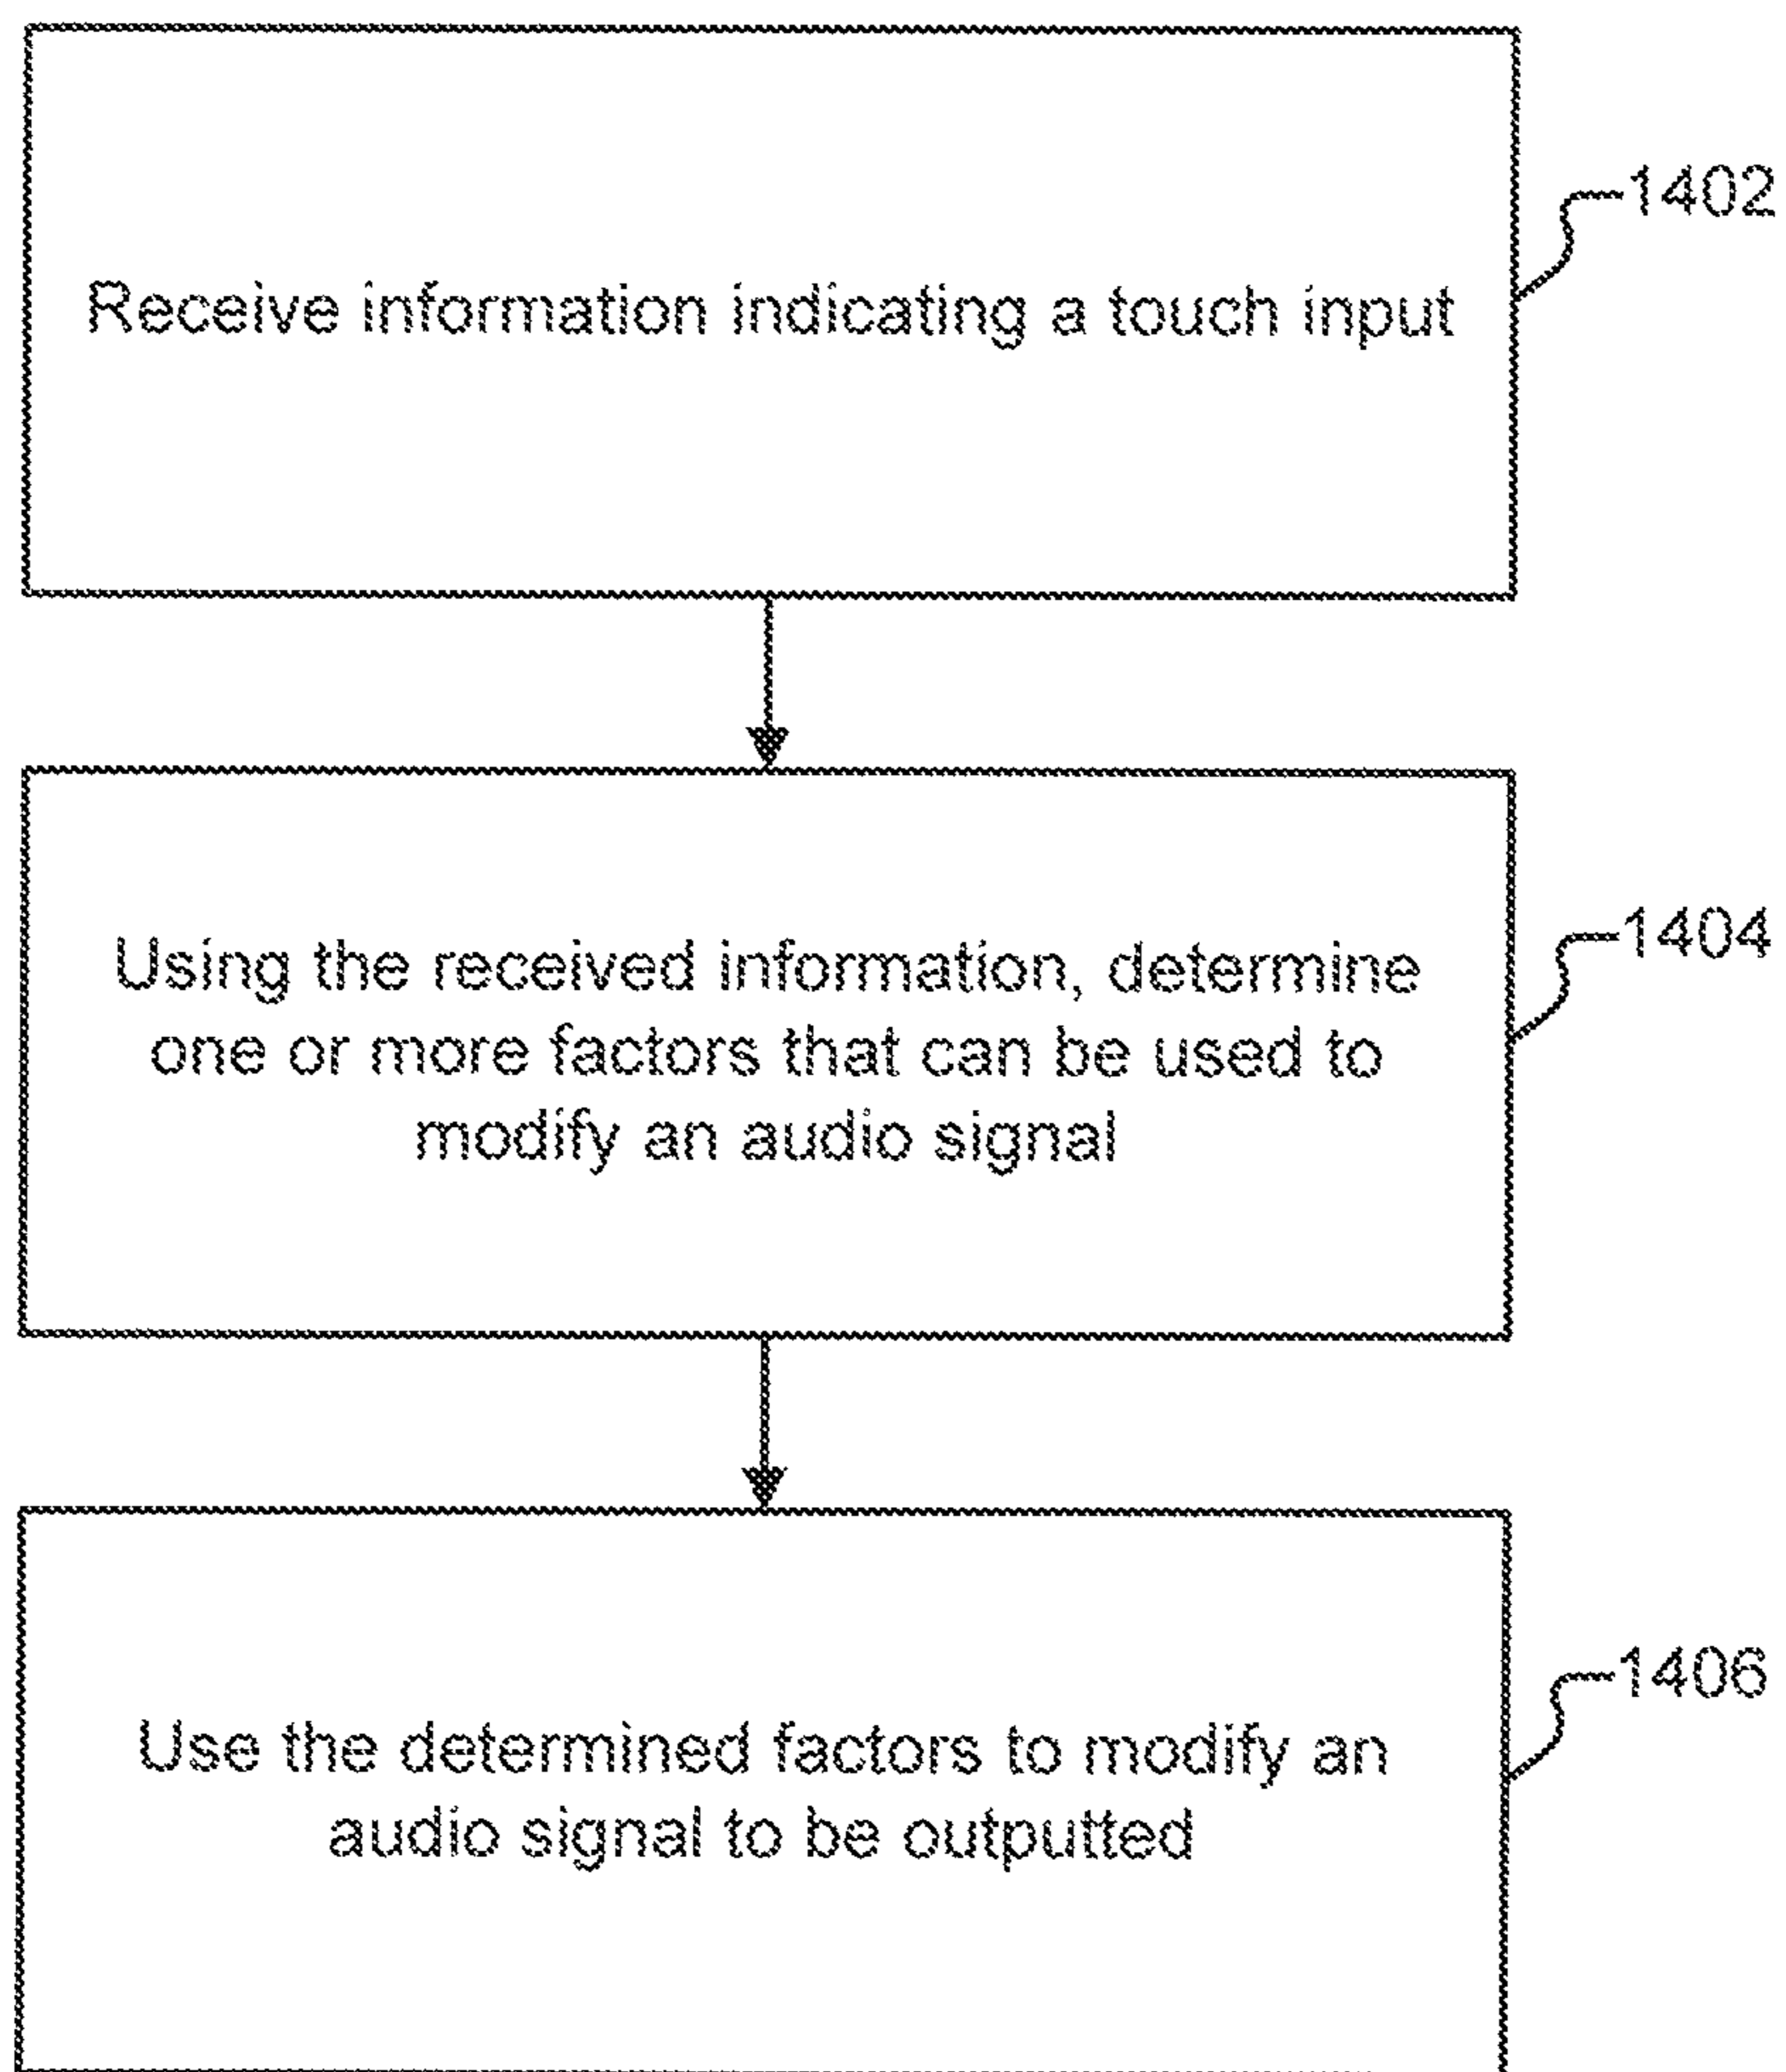 1402
Receive information indicating a touch input
1404
Using the received information, determine
one or more factors that can be used to
modify an audio signal
1406
Use the determined factors to modify an
audio signal to be outputted